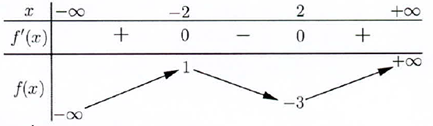 x −∞ −2 2 +∞
f'(x) + 0 − 0 +
1 +∞
f(x)
−3
−∞